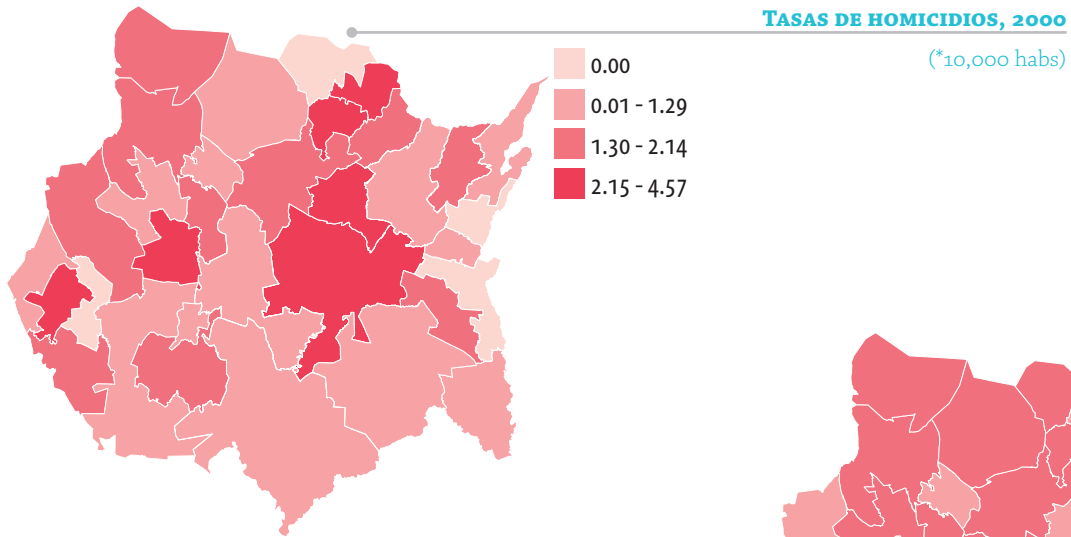 Tasas de homicidios, 2000
(*10,000 habs)
0.00
0.01 - 1.29
1.30 - 2.14
2.15 - 4.57